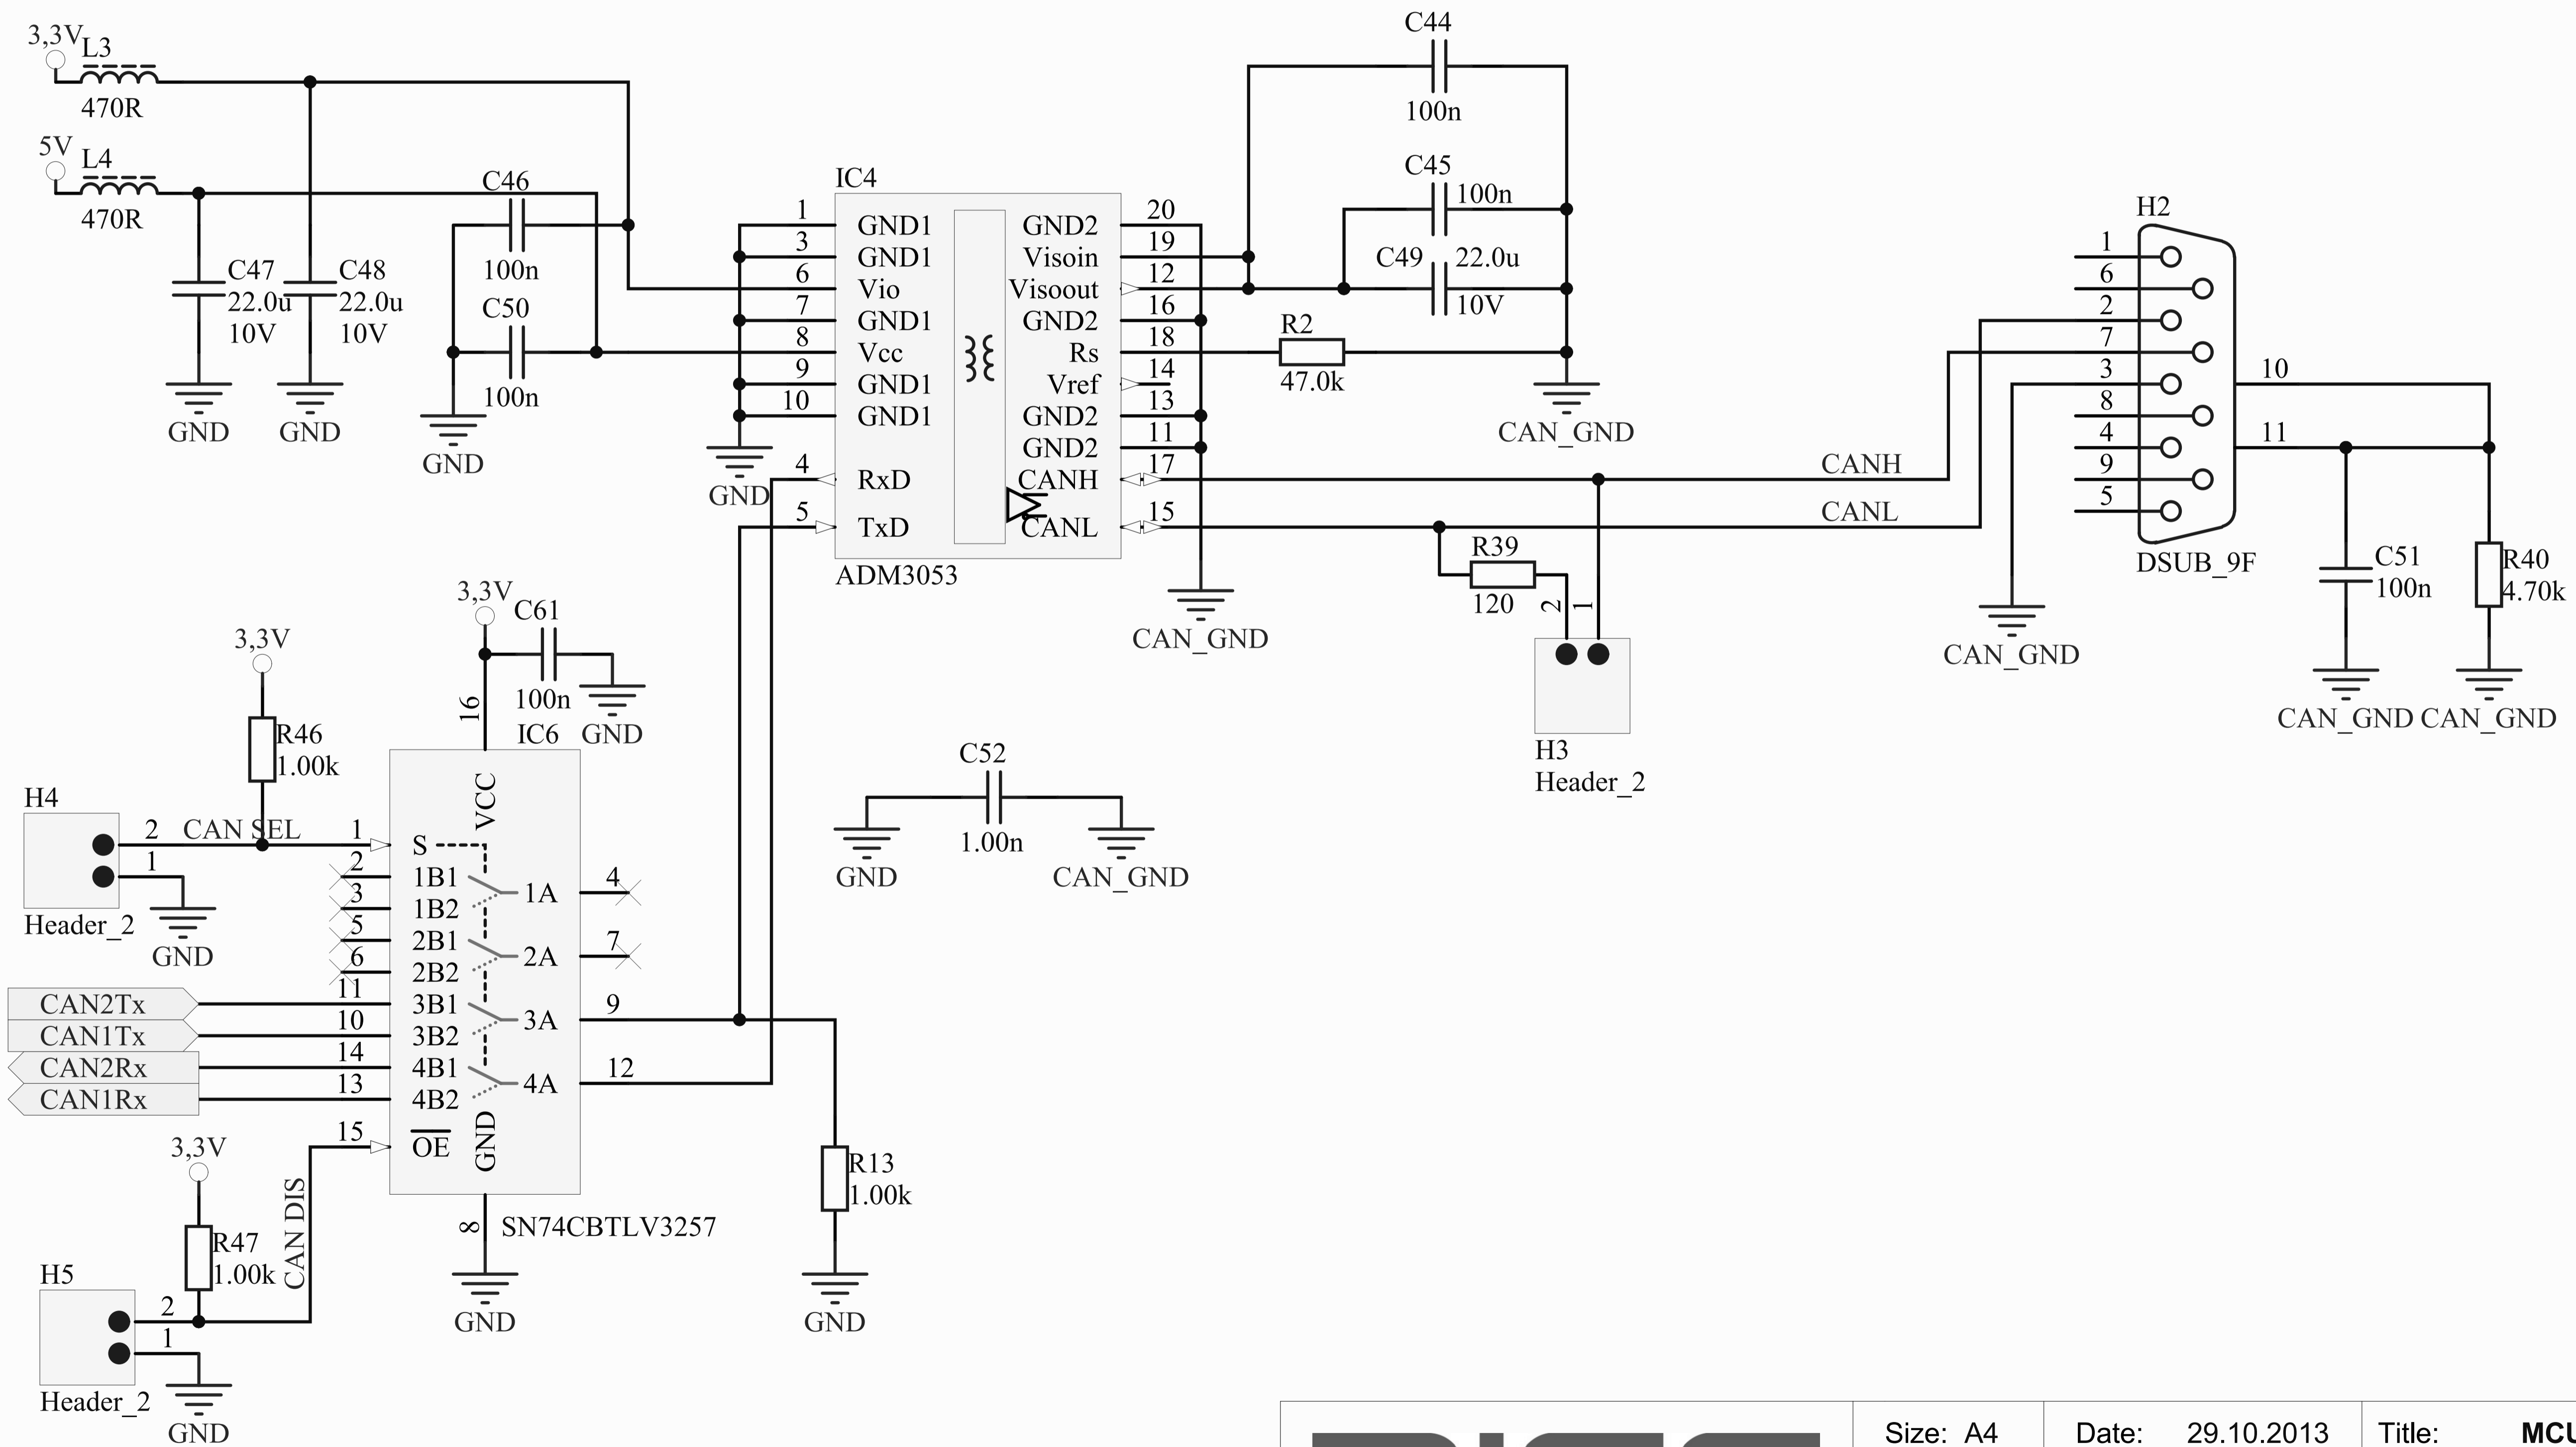 3,3V
L3
470R
5V
L4
470R
C47
22.0u
10V
GND
C48
22.0u
10V
GND
C46
100n
C50
100n
GND
IC4
1 GND1
3 GND1
6 Vio
7 GND1
8 Vcc
9 GND1
10 GND1
GND
4 RxD
5 TxD
GND2 20
Visoin 19
Visoout 12
GND2 16
Rs 18
Vref 14
GND2 13
GND2 11
CANH 17
CANL 15
ADM3053
C44
100n
C45
100n
C49
22.0u
10V
R2
47.0k
CAN_GND
CAN_GND
CANH
CANL
R39
120
2
1
H3
Header_2
H2
1
6
2
7
3
8
4
9
5
10
11
DSUB_9F
CAN_GND
C51
100n
CAN_GND
R40
4.70k
CAN_GND
3,3V
C61
100n
GND
16
IC6
3,3V
R46
1.00k
H4
2
1
Header_2
GND
CAN SEL
1 S
2 1B1
3 1B2
5 2B1
6 2B2
11 3B1
10 3B2
14 4B1
13 4B2
15 OE
VCC
GND
1A 4
2A 7
3A 9
4A 12
8
GND
SN74CBTLV3257
CAN2Tx
CAN1Tx
CAN2Rx
CAN1Rx
3,3V
R47
1.00k
CAN DIS
H5
2
1
Header_2
GND
R13
1.00k
GND
C52
1.00n
GND
CAN_GND
Size: A4
Date: 29.10.2013
Title: